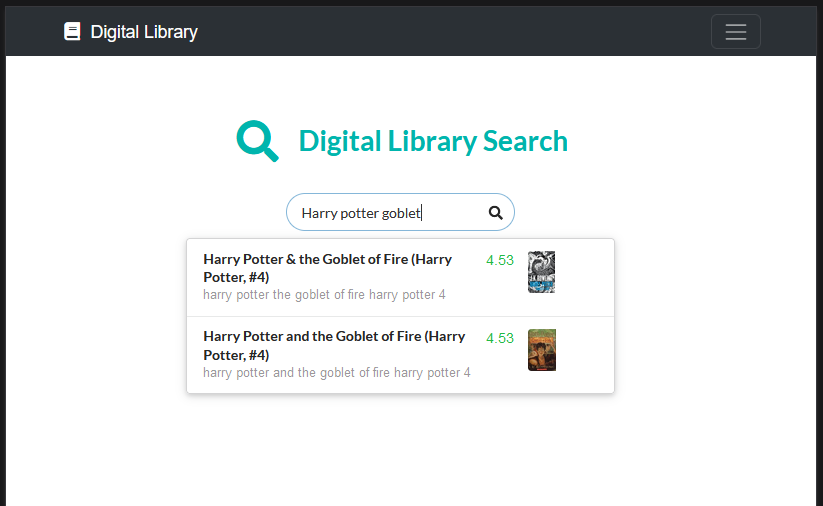 Digital Library
Digital Library Search
Harry potter goblet
Harry Potter & the Goblet of Fire (Harry
Potter, #4)
harry potter the goblet of fire harry potter 4
4.53
Harry Potter and the Goblet of Fire (Harry
Potter, #4)
harry potter and the goblet of fire harry potter 4
4.53